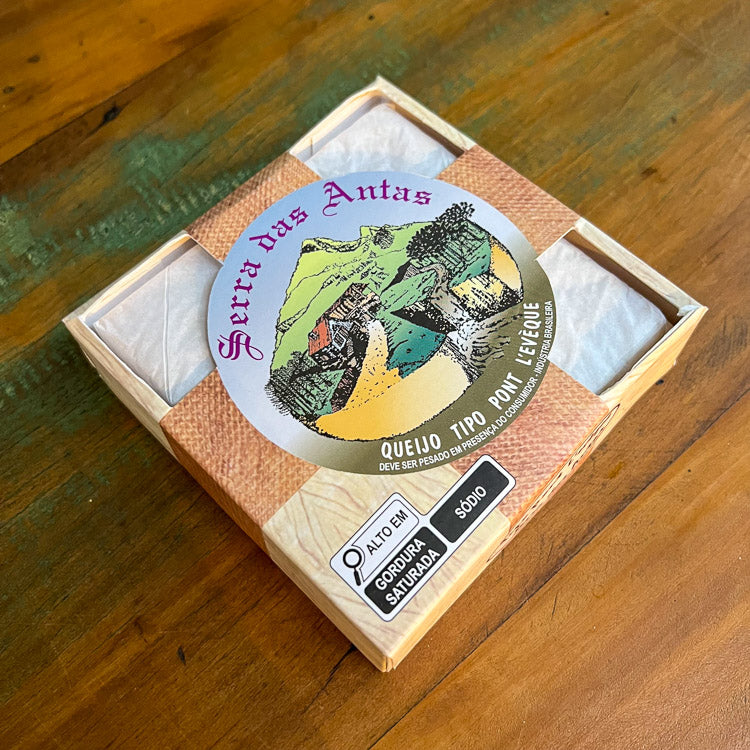 Serra das Antas
QUEIJO TIPO PONT L'EVÊQUE
DEVE SER PESADO EM PRESENÇA DO CONSUMIDOR - INDÚSTRIA BRASILEIRA
ALTO EM
GORDURA
SATURADA
SÓDIO